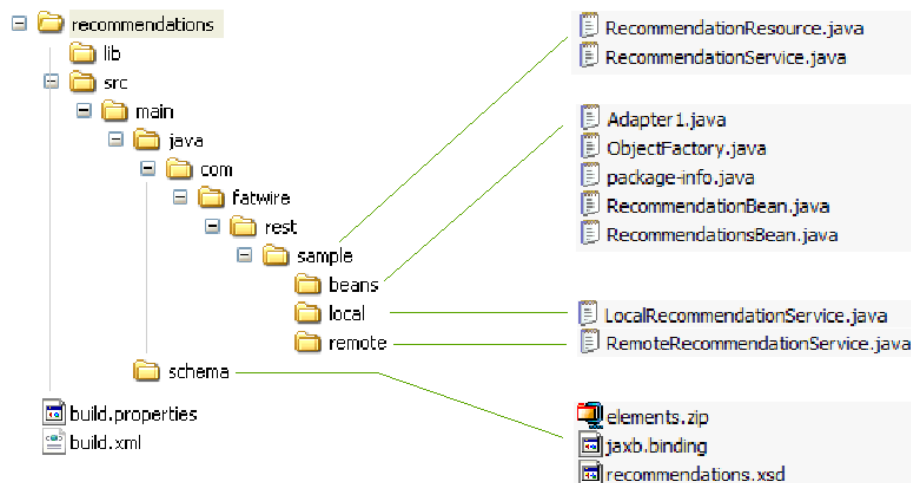 recommendations
lib
src
main
java
com
fatwire
rest
sample
beans
local
remote
schema
build.properties
build.xml
RecommendationResource.java
RecommendationService.java
Adapter1.java
ObjectFactory.java
package-info.java
RecommendationBean.java
RecommendationsBean.java
LocalRecommendationService.java
RemoteRecommendationService.java
elements.zip
jaxb.binding
recommendations.xsd